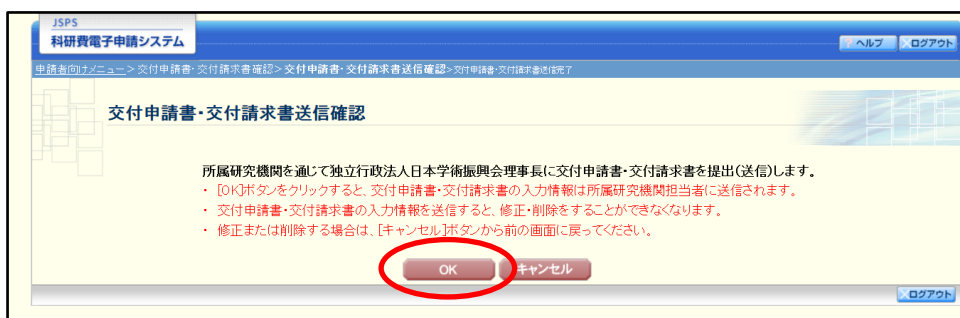 JSPS
科研費電子申請システム
? ヘルプ ×ログアウト
申請者向けメニュー>交付申請書・交付請求書確認>交付申請書・交付請求書送信確認>交付申請書・交付請求書送信完了
交付申請書・交付請求書送信確認
所属研究機関を通じて独立行政法人日本学術振興会理事長に交付申請書・交付請求書を提出(送信)します。
・ [OK]ボタンをクリックすると、交付申請書・交付請求書の入力情報は所属研究機関担当者に送信されます。
・ 交付申請書・交付請求書の入力情報を送信すると、修正・削除をすることができなくなります。
・ 修正または削除する場合は、[キャンセル]ボタンから前の画面に戻ってください。
OK キャンセル
×ログアウト